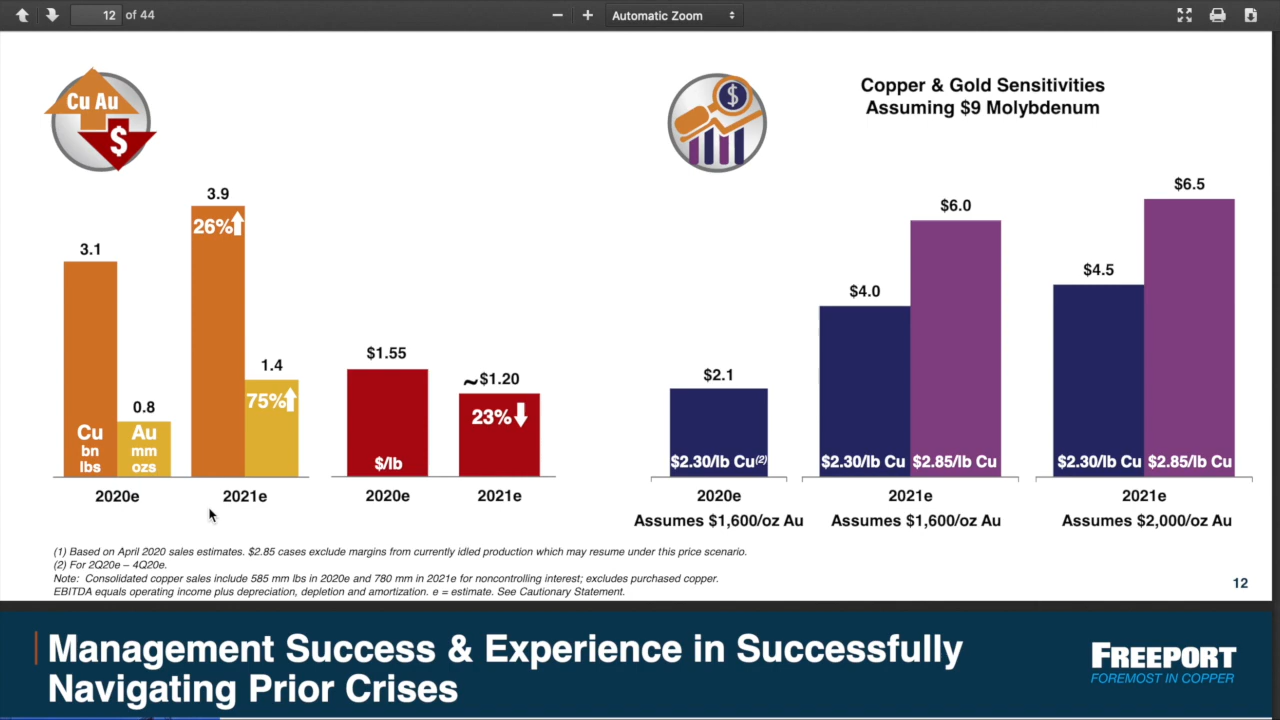 12 of 44
Automatic Zoom
Cu Au
$
$
Copper & Gold Sensitivities
Assuming $9 Molybdenum
3.1
Cu
bn
lbs
0.8
Au
mm
ozs
2020e
3.9
26%
1.4
75%
2021e
$1.55
$/lb
2020e
~$1.20
23%
2021e
$2.1
$2.30/lb Cu(2)
2020e
Assumes $1,600/oz Au
$4.0
$2.30/lb Cu
$6.0
$2.85/lb Cu
2021e
Assumes $1,600/oz Au
$4.5
$2.30/lb Cu
$6.5
$2.85/lb Cu
2021e
Assumes $2,000/oz Au
(1) Based on April 2020 sales estimates. $2.85 cases exclude margins from currently idled production which may resume under this price scenario.
(2) For 2Q20e – 4Q20e.
Note: Consolidated copper sales include 585 mm lbs in 2020e and 780 mm in 2021e for noncontrolling interest; excludes purchased copper.
EBITDA equals operating income plus depreciation, depletion and amortization. e = estimate. See Cautionary Statement.
12
Management Success & Experience in Successfully
Navigating Prior Crises
FREEPORT
FOREMOST IN COPPER